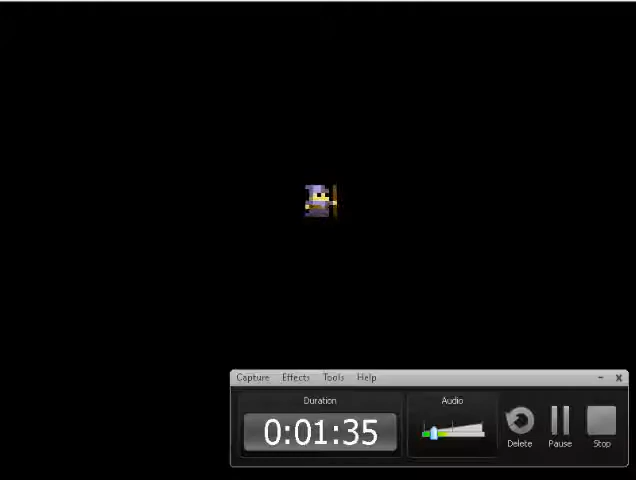 Capture Effects Tools Help
Duration
Audio
0:01:35
Delete Pause Stop